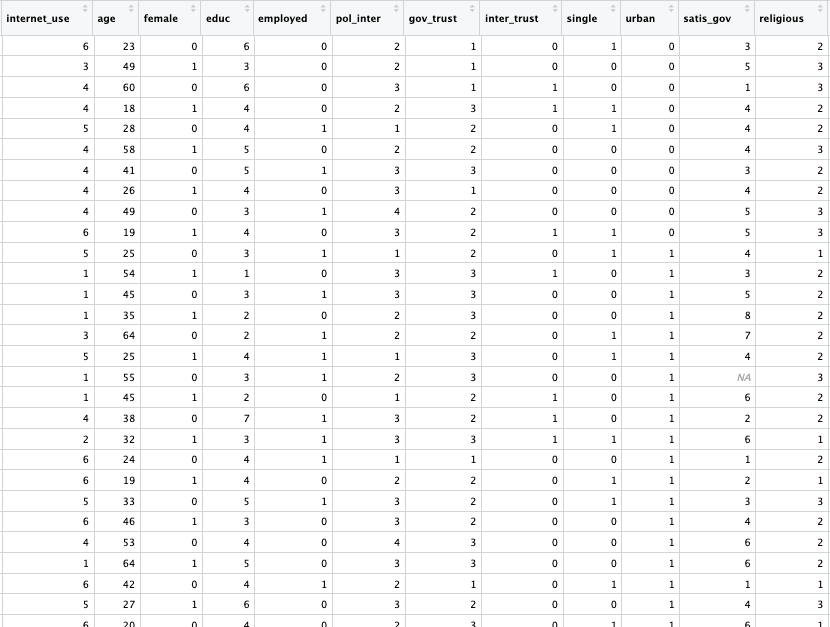 internet_use age female educ employed pol_inter gov_trust inter_trust single urban satis_gov religious
6 23 0 6 0 2 1 0 1 0 3 2
3 49 1 3 0 2 1 0 0 0 5 3
4 60 0 6 0 3 1 1 0 0 1 3
4 18 1 4 0 2 3 1 1 0 4 2
5 28 0 4 1 1 2 0 1 0 4 2
4 58 1 5 0 2 2 0 0 0 4 3
4 41 0 5 1 3 3 0 0 0 3 2
4 26 1 4 0 3 1 0 0 0 4 2
4 49 0 3 1 4 2 0 0 0 5 3
6 19 1 4 0 3 2 1 1 0 5 3
5 25 0 3 1 1 2 0 1 1 4 1
1 54 1 1 0 3 3 1 0 1 3 2
1 45 0 3 1 3 3 0 0 1 5 2
1 35 1 2 0 2 3 0 0 1 8 2
3 64 0 2 1 2 2 0 1 1 7 2
5 25 1 4 1 1 3 0 1 1 4 2
1 55 0 3 1 2 3 0 0 1 NA 3
1 45 1 2 0 1 2 1 0 1 6 2
4 38 0 7 1 3 2 1 0 1 2 2
2 32 1 3 1 3 3 1 1 1 6 1
6 24 0 4 1 1 1 0 0 1 1 2
6 19 1 4 0 2 2 0 1 1 2 1
5 33 0 5 1 3 2 0 1 1 3 3
6 46 1 3 0 3 2 0 0 1 4 2
4 53 0 4 0 4 3 0 0 1 6 2
1 64 1 5 0 3 3 0 0 1 6 2
6 42 0 4 1 2 1 0 1 1 1 1
5 27 1 6 0 3 2 0 0 1 4 3
6 20 0 4 0 2 3 0 1 1 6 1